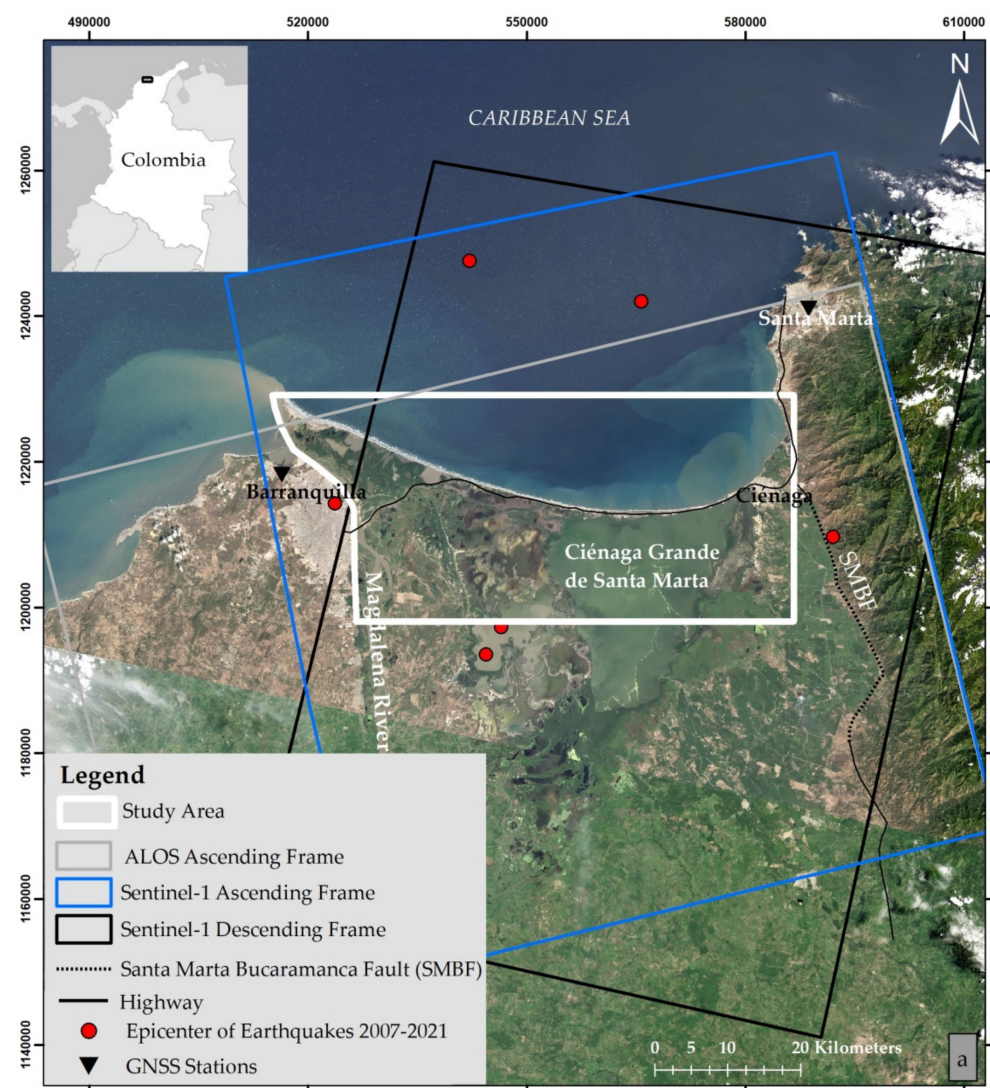 490000 520000 550000 580000 610000
N
CARIBBEAN SEA
Colombia
1260000
1240000
1220000
1200000
1180000
1160000
1140000
Santa Marta
Barranquilla
Ciénaga
Ciénaga Grande
de Santa Marta
SMBF
Magdalena River
Legend
Study Area
ALOS Ascending Frame
Sentinel-1 Ascending Frame
Sentinel-1 Descending Frame
Santa Marta Bucaramanca Fault (SMBF)
Highway
Epicenter of Earthquakes 2007-2021
GNSS Stations
0 5 10 20 Kilometers
a